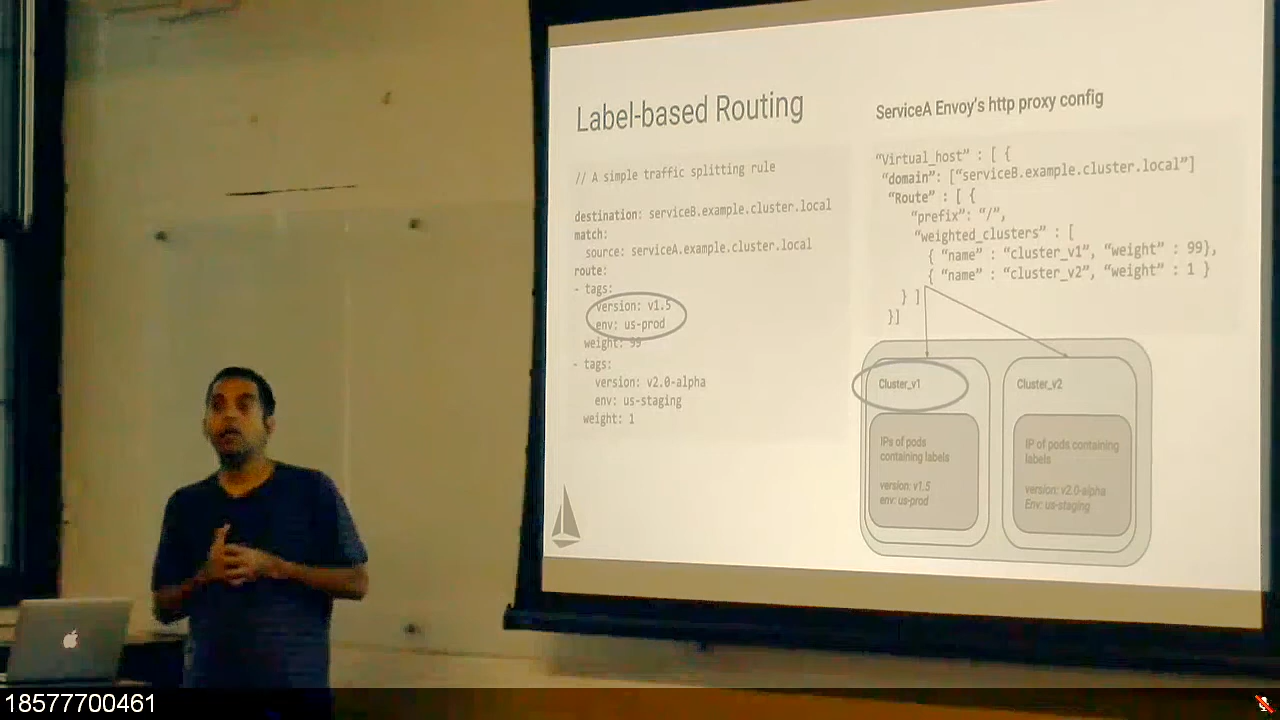 Label-based Routing
// A simple traffic splitting rule
destination: serviceB.example.cluster.local
match:
source: serviceA.example.cluster.local
route:
- tags:
version: v1.5
env: us-prod
weight: 99
- tags:
version: v2.0-alpha
env: us-staging
weight: 1
ServiceA Envoy's http proxy config
“Virtual_host” : [ {
“domain”: [“serviceB.example.cluster.local”]
“Route” : [ {
“prefix”: “/”,
“weighted_clusters” : [
{ “name” : “cluster_v1”, “weight” : 99},
{ “name” : “cluster_v2”, “weight” : 1 }
} ]
}]
Cluster_v1
IPs of pods
containing labels
version: v1.5
env: us-prod
Cluster_v2
IP of pods containing
labels
version: v2.0-alpha
Env: us-staging
18577700461